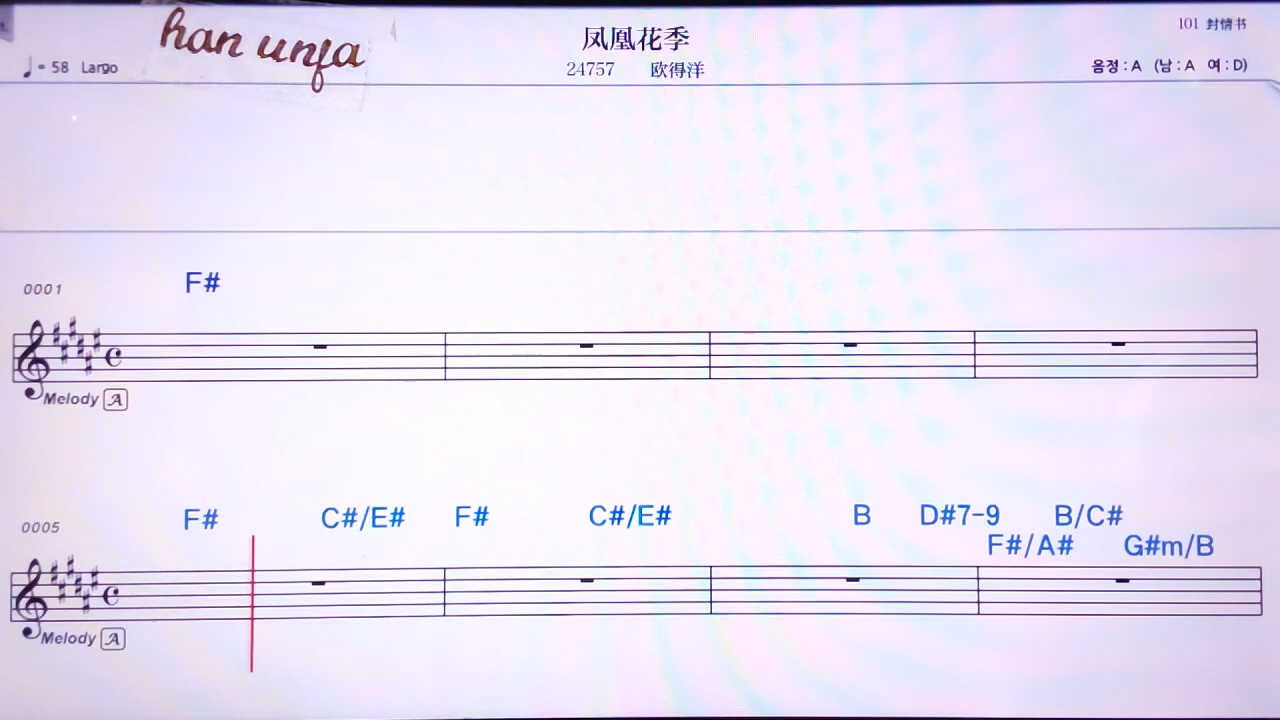 han unfa
凤凰花季
101 封情书
♩= 58 Largo
24757 欧得洋
음정 : A (남 : A 여 : D)
0001
F#
Melody A
0005
F# C#/E# F# C#/E# B D#7-9 B/C#
F#/A# G#m/B
Melody A